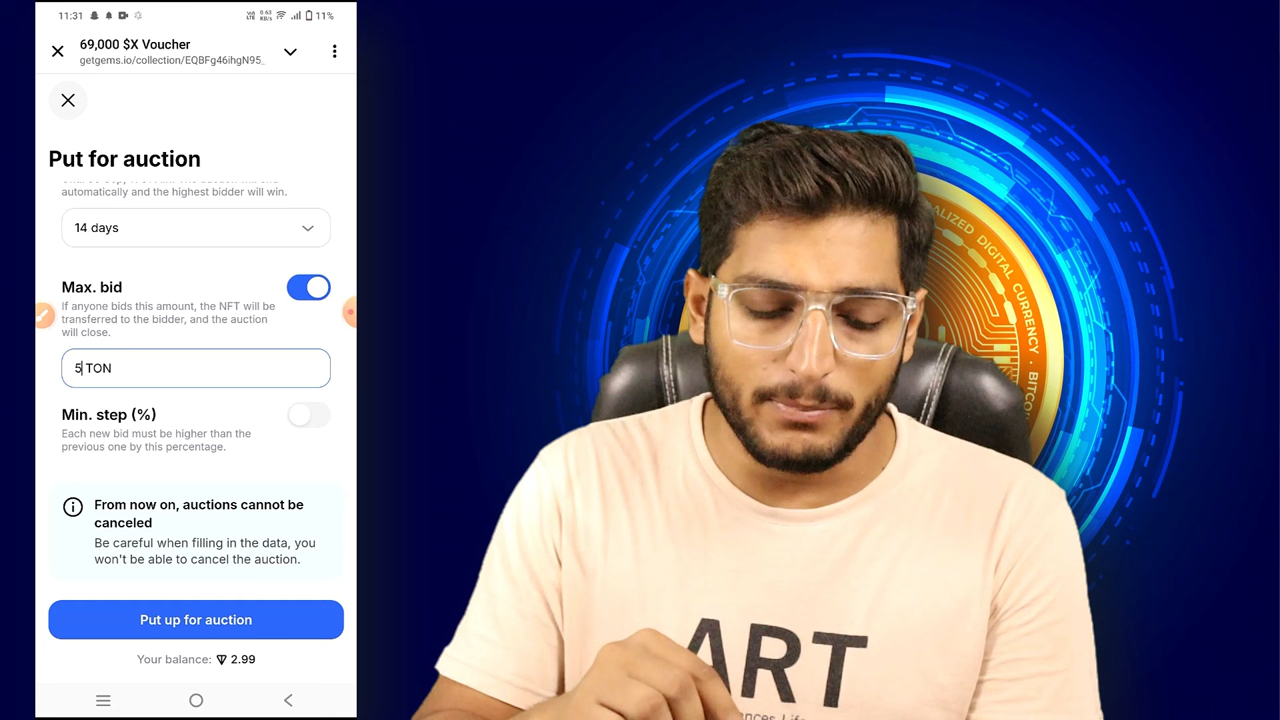 11:31
0.63 KB/s
11%
69,000 $X Voucher
getgems.io/collection/EQBFg46ihgN95_
Put for auction
automatically and the highest bidder will win.
14 days
Max. bid
If anyone bids this amount, the NFT will be
transferred to the bidder, and the auction
will close.
5 TON
Min. step (%)
Each new bid must be higher than the
previous one by this percentage.
From now on, auctions cannot be
canceled
Be careful when filling in the data, you
won't be able to cancel the auction.
Put up for auction
Your balance: 2.99
DIGITAL CURRENCY
ART